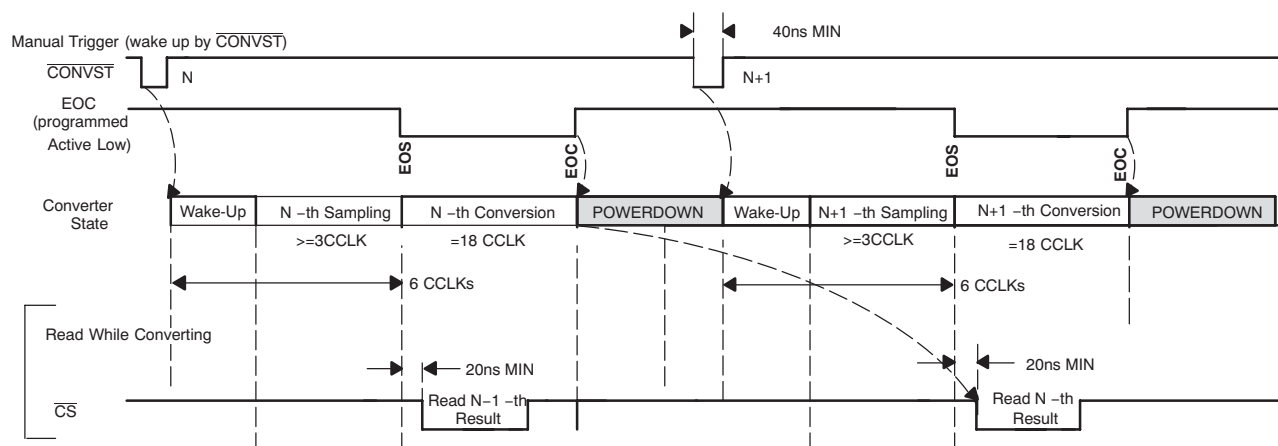 40ns MIN
Manual Trigger (wake up by CONVST)
CONVST
N
N+1
EOC
(programmed
Active Low)
EOS
EOC
EOS
EOC
Converter
State
Wake-Up
N −th Sampling
N −th Conversion
POWERDOWN
Wake-Up
N+1 −th Sampling
N+1 −th Conversion
POWERDOWN
>=3CCLK
=18 CCLK
>=3CCLK
=18 CCLK
6 CCLKs
6 CCLKs
Read While Converting
20ns MIN
20ns MIN
CS
Read N−1 −th
Result
Read N −th
Result